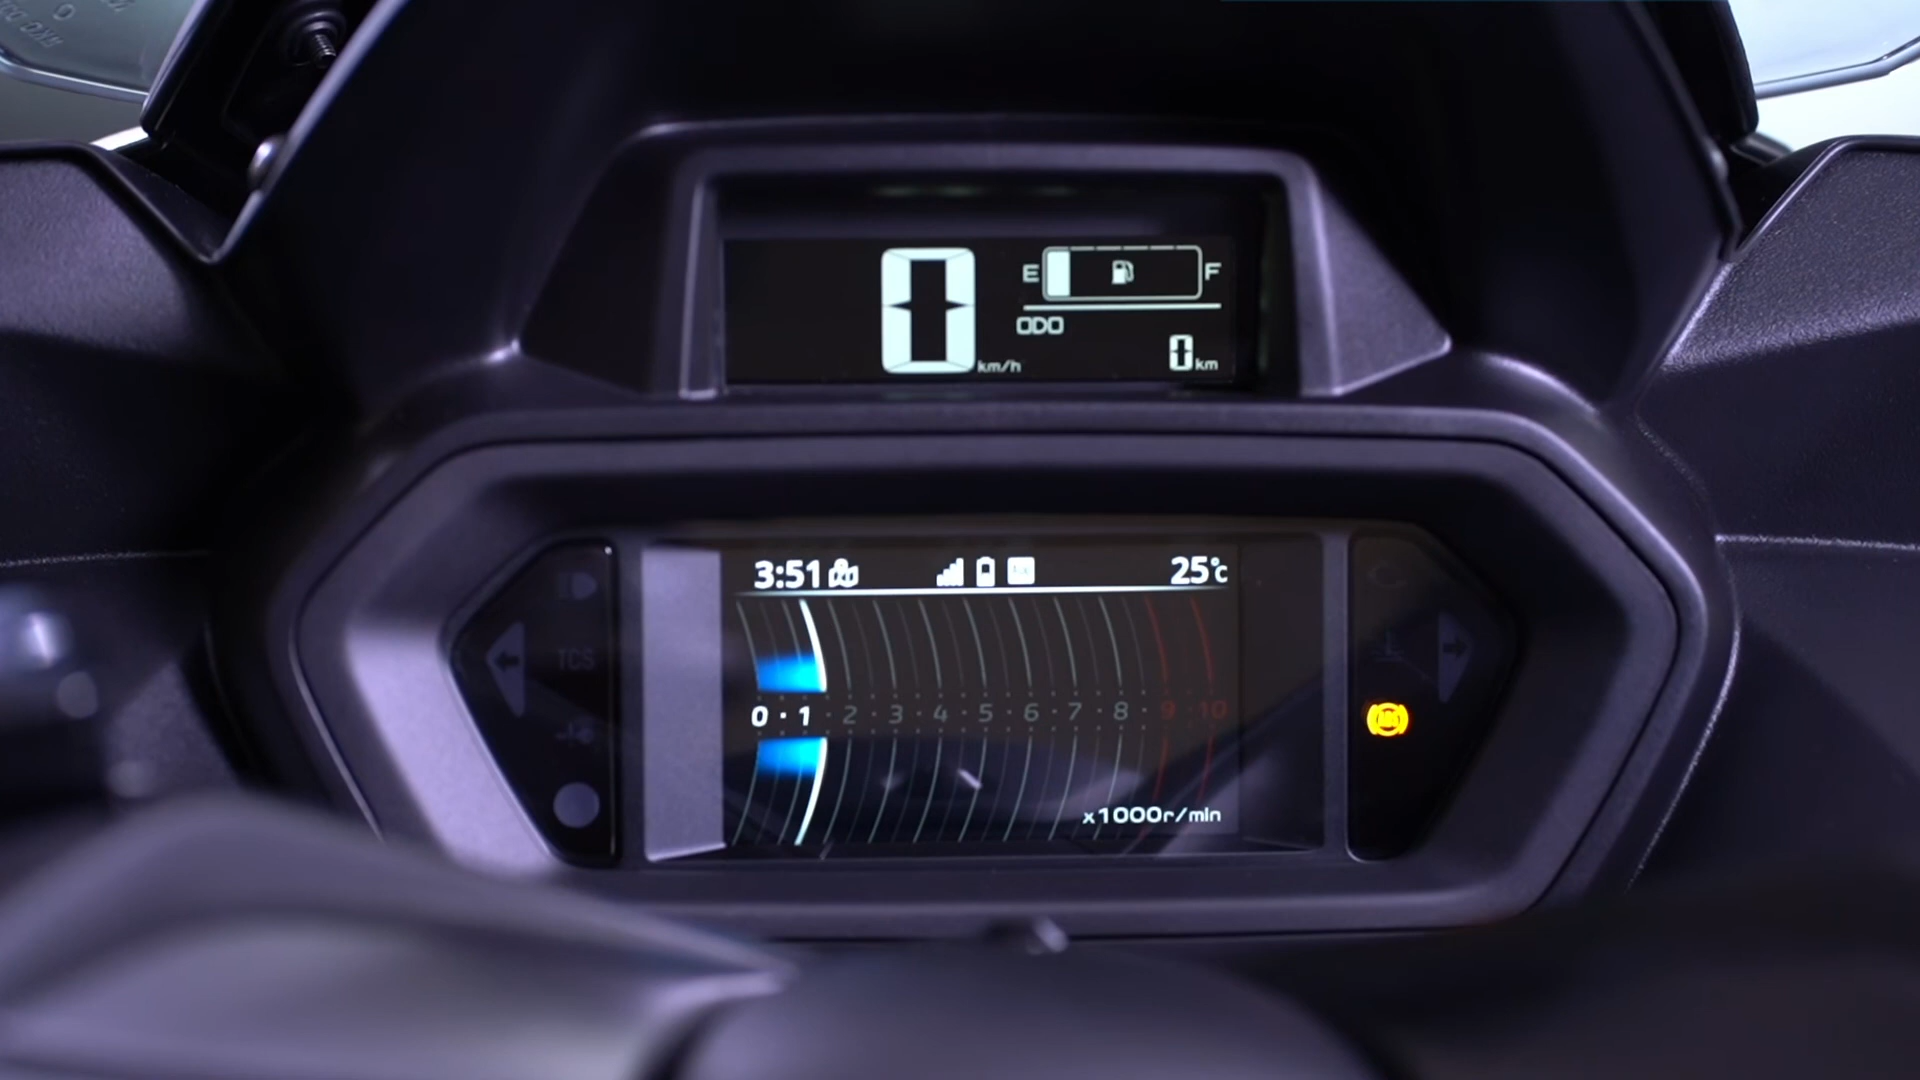 0 km/h
E F
ODO
0 km
3:51 25°C
TCS
0 · 1 · 2 · 3 · 4 · 5 · 6 · 7 · 8 · 9 · 10
ABS
x1000r/min